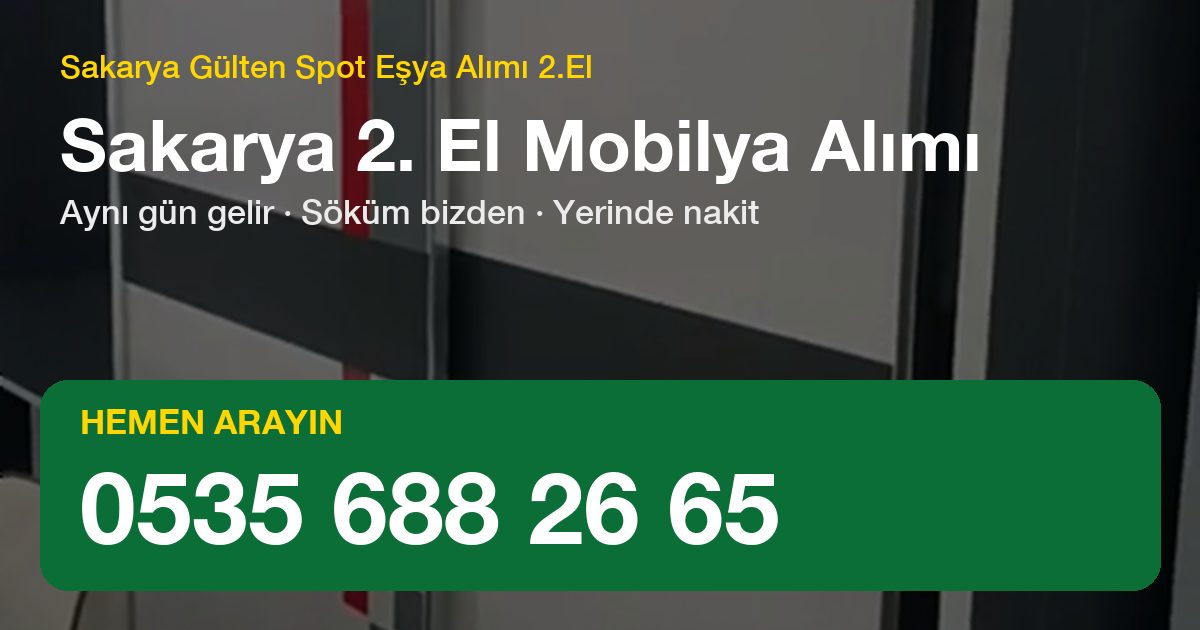 Sakarya Gülten Spot Eşya Alımı 2.El
Sakarya 2. El Mobilya Alımı
Aynı gün gelir · Söküm bizden · Yerinde nakit
HEMEN ARAYIN
0535 688 26 65